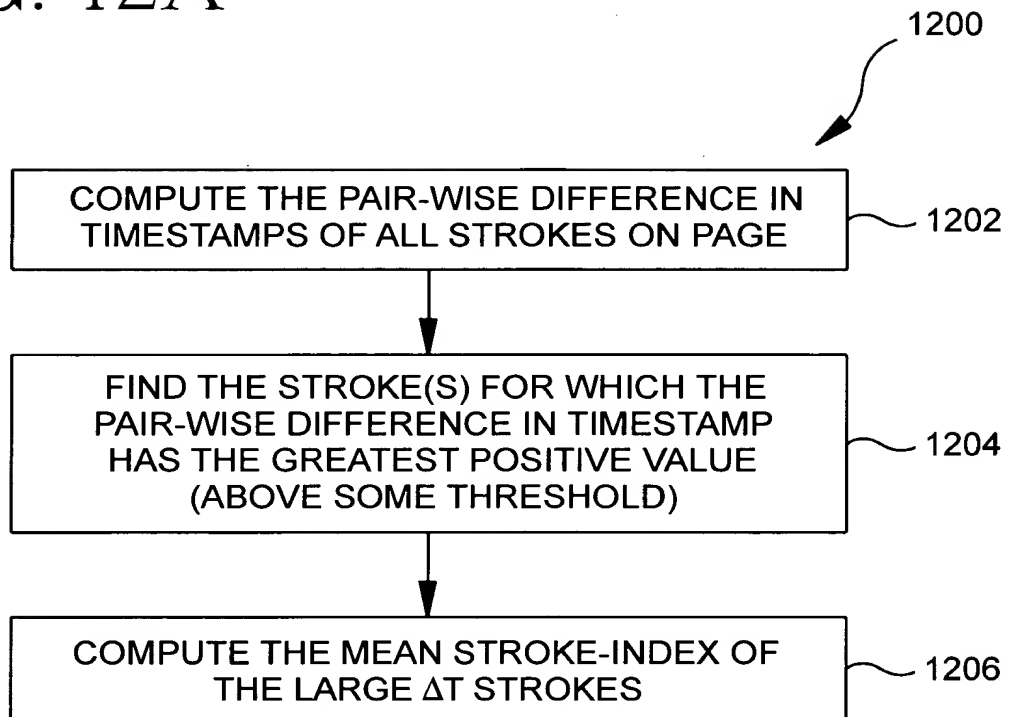 1200
COMPUTE THE PAIR-WISE DIFFERENCE IN
TIMESTAMPS OF ALL STROKES ON PAGE
1202
FIND THE STROKE(S) FOR WHICH THE
PAIR-WISE DIFFERENCE IN TIMESTAMP
HAS THE GREATEST POSITIVE VALUE
(ABOVE SOME THRESHOLD)
1204
COMPUTE THE MEAN STROKE-INDEX OF
THE LARGE ΔT STROKES
1206